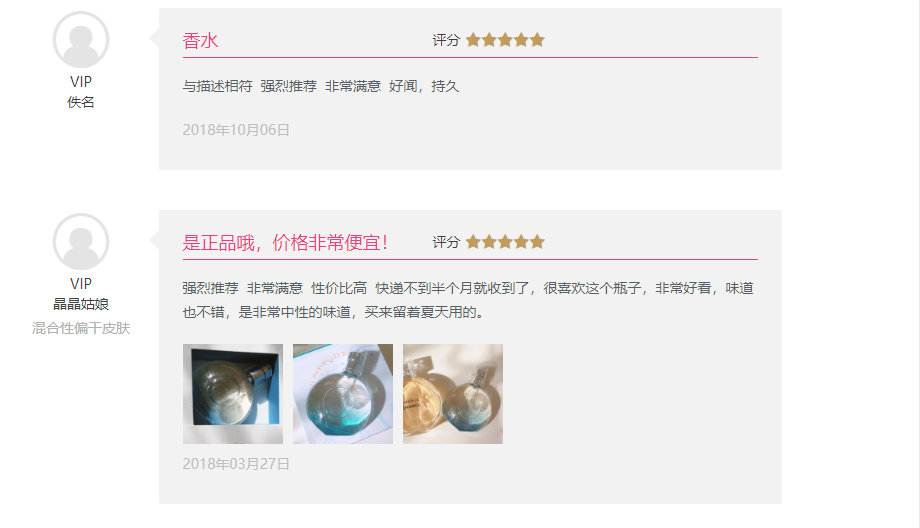 香水
评分
VIP
佚名
与描述相符 强烈推荐 非常满意 好闻，持久
2018年10月06日
是正品哦，价格非常便宜！
评分
VIP
晶晶姑娘
混合性偏干皮肤
强烈推荐 非常满意 性价比高 快递不到半个月就收到了，很喜欢这个瓶子，非常好看，味道
也不错，是非常中性的味道，买来留着夏天用的。
2018年03月27日